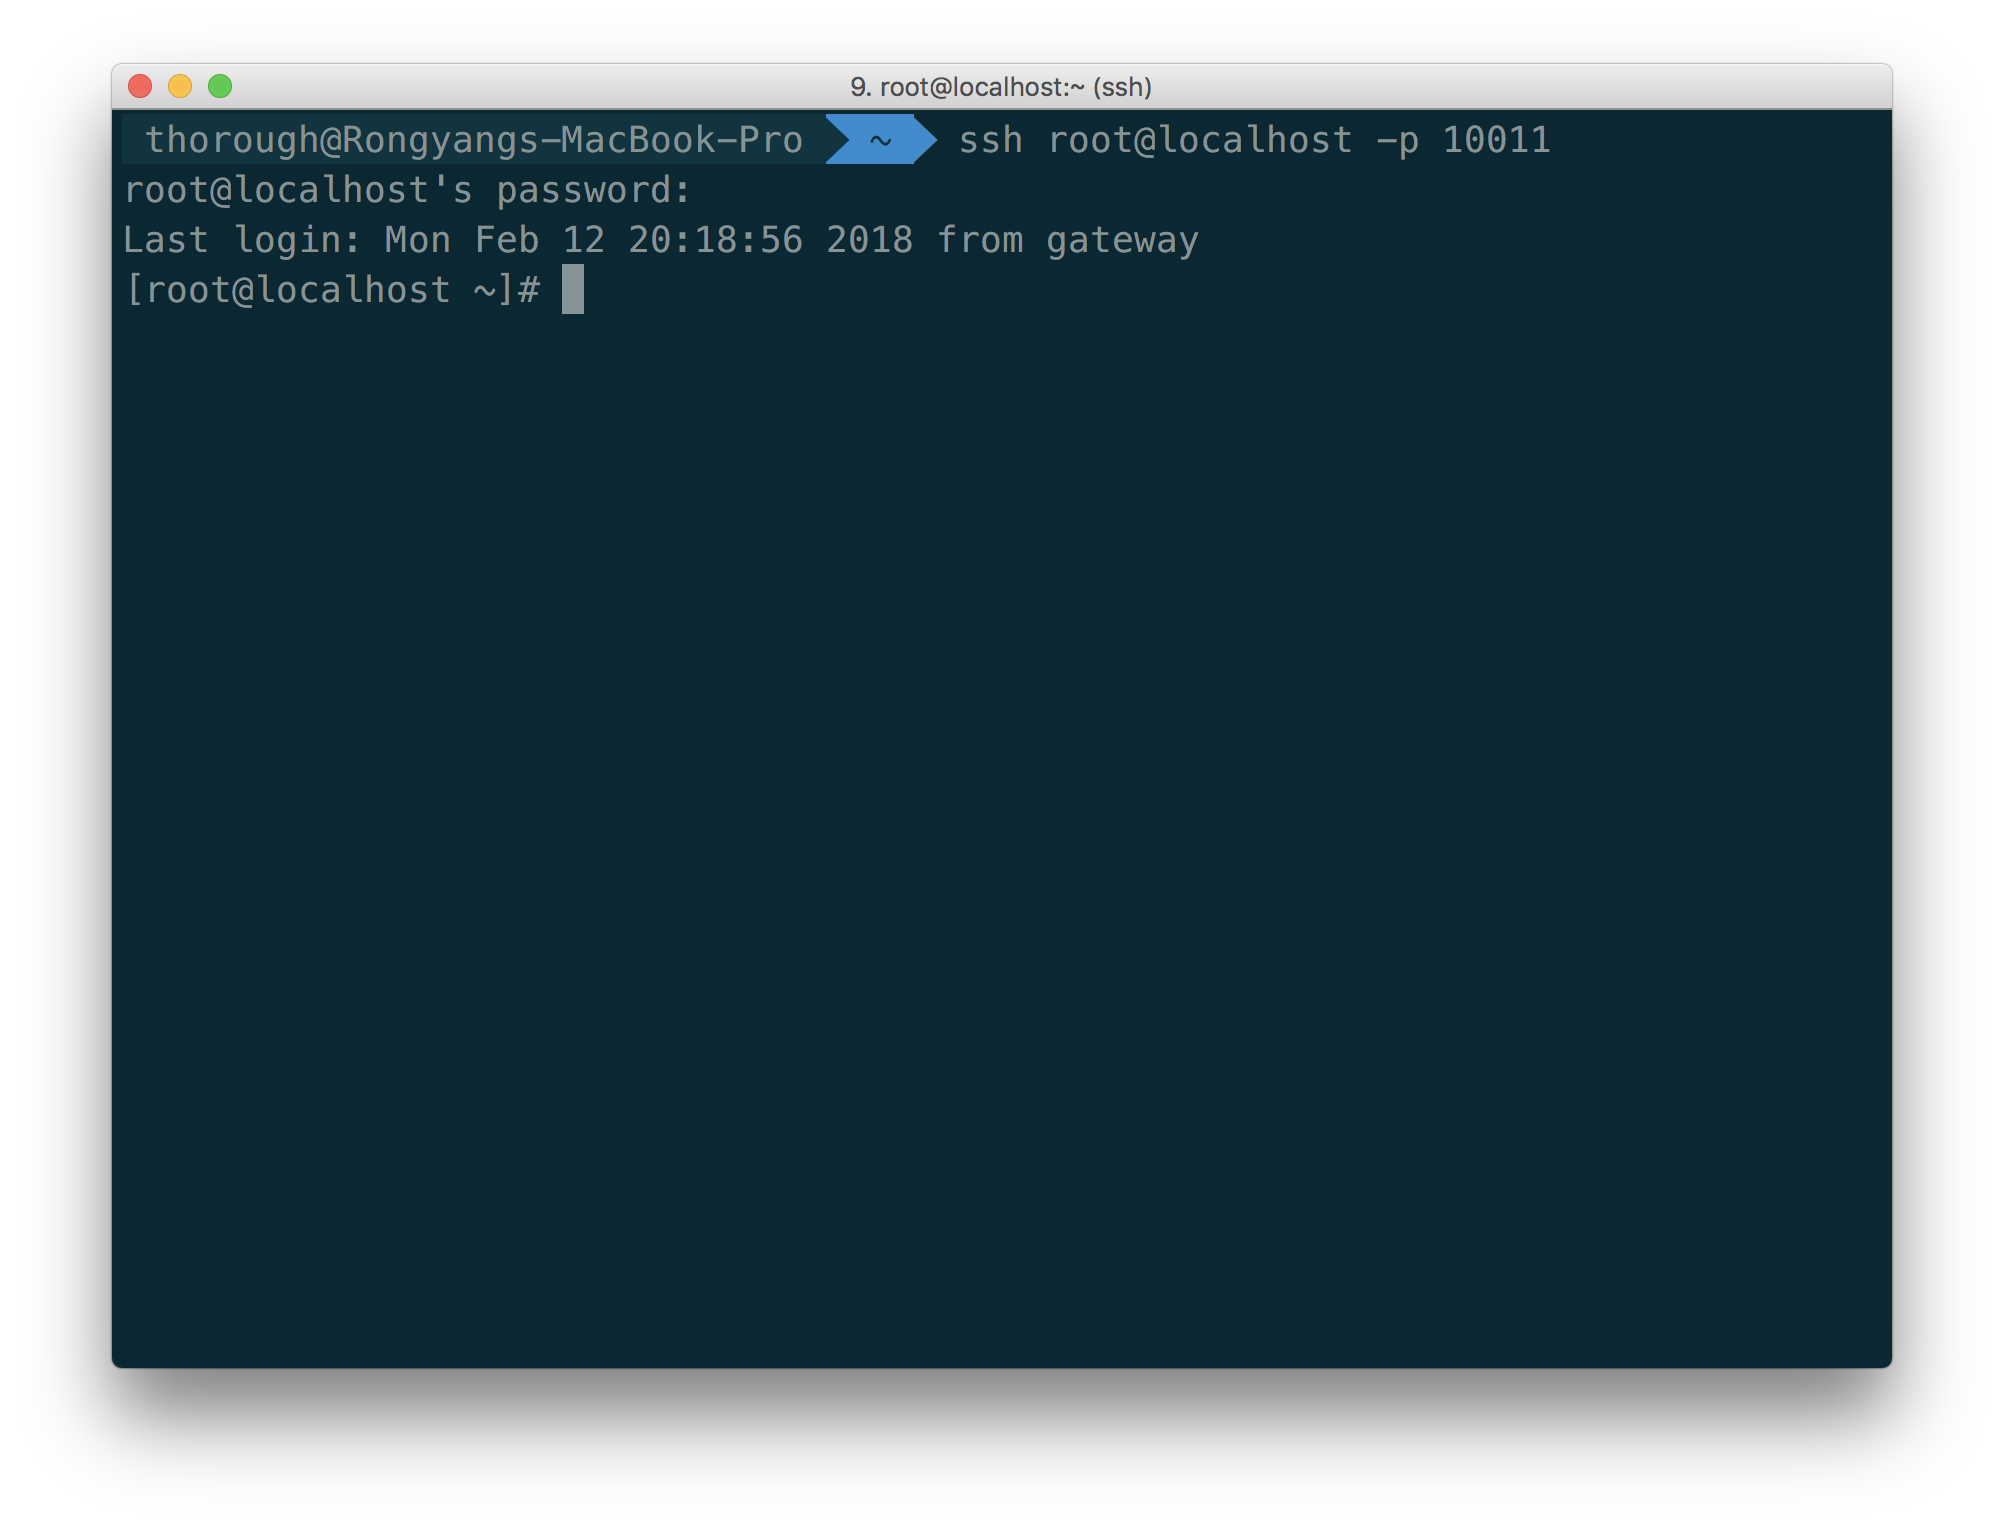 9. root@localhost:~ (ssh)
thorough@Rongyangs-MacBook-Pro ~ ssh root@localhost -p 10011
root@localhost's password:
Last login: Mon Feb 12 20:18:56 2018 from gateway
[root@localhost ~]#